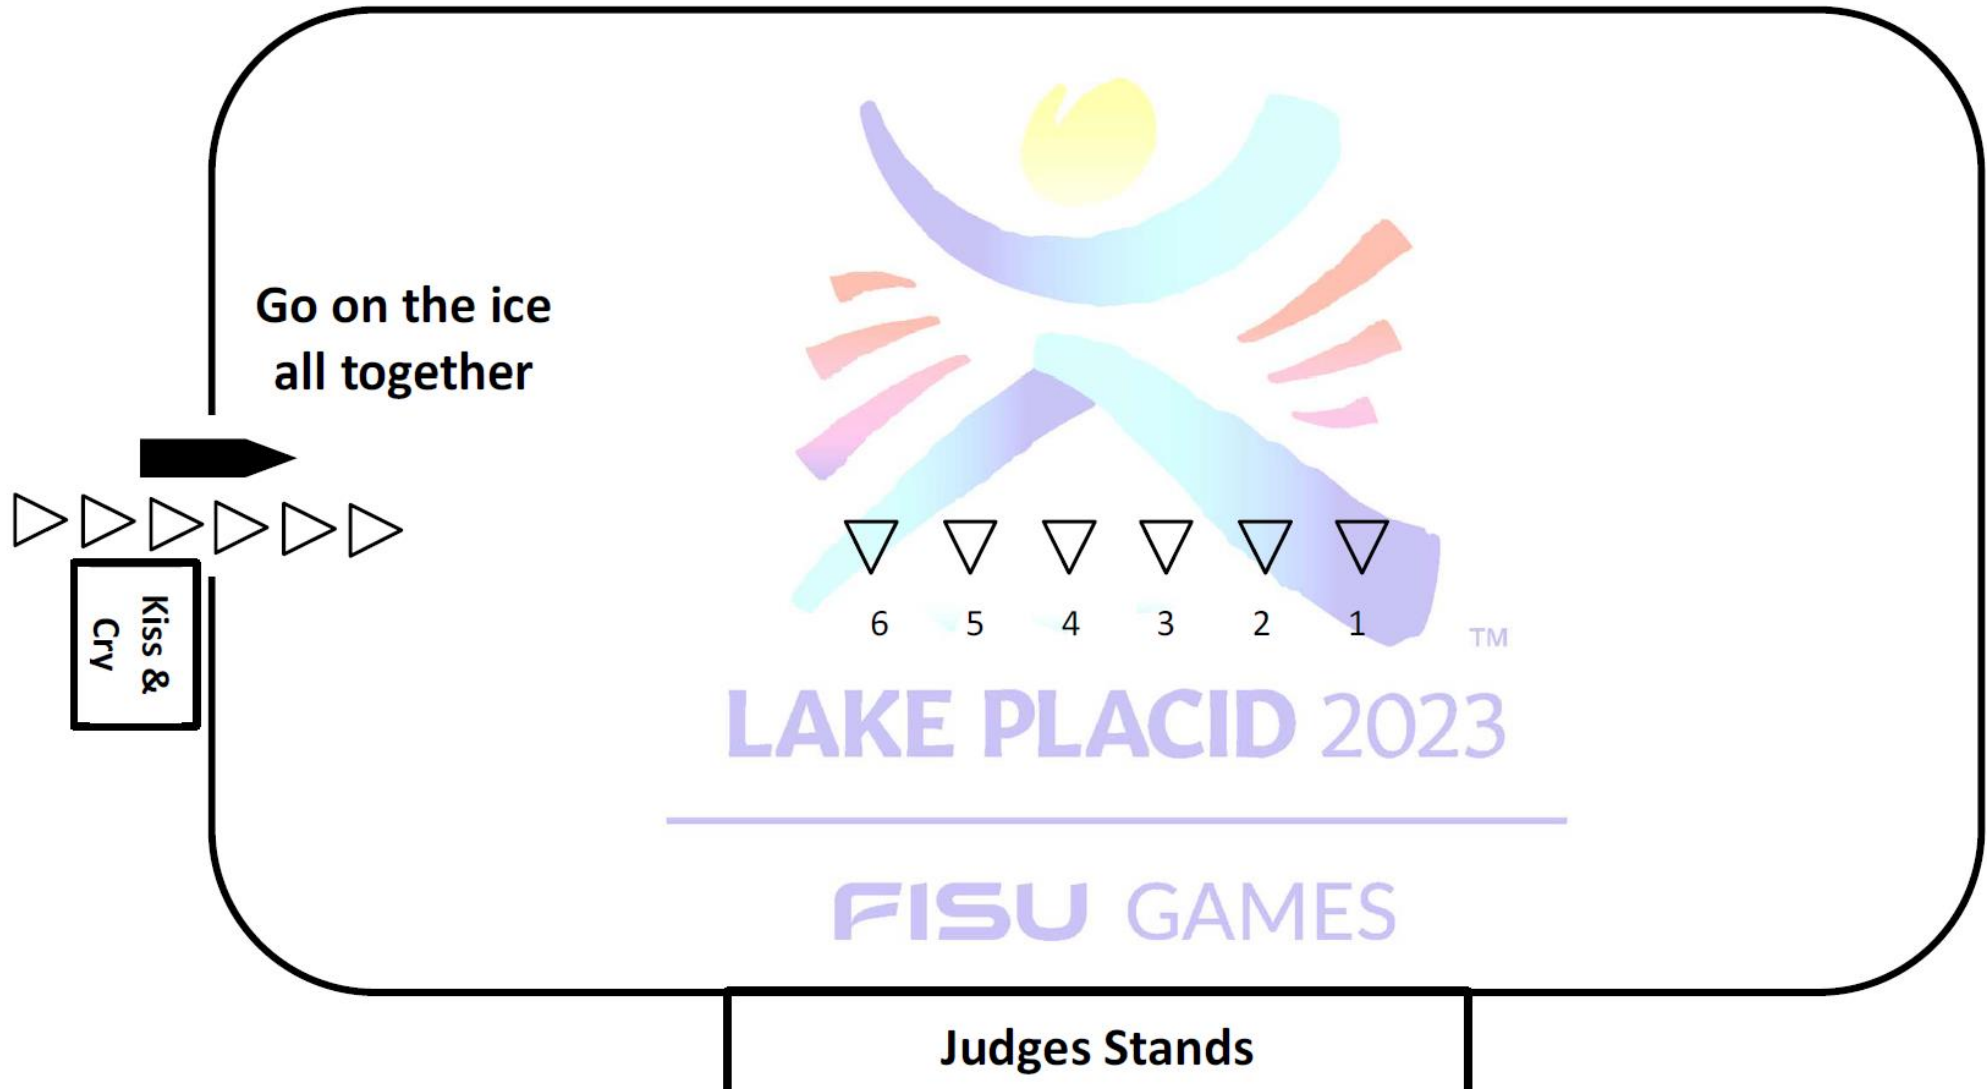 Go on the ice
all together
Kiss &
Cry
6 5 4 3 2 1
TM
LAKE PLACID 2023
FISU GAMES
Judges Stands